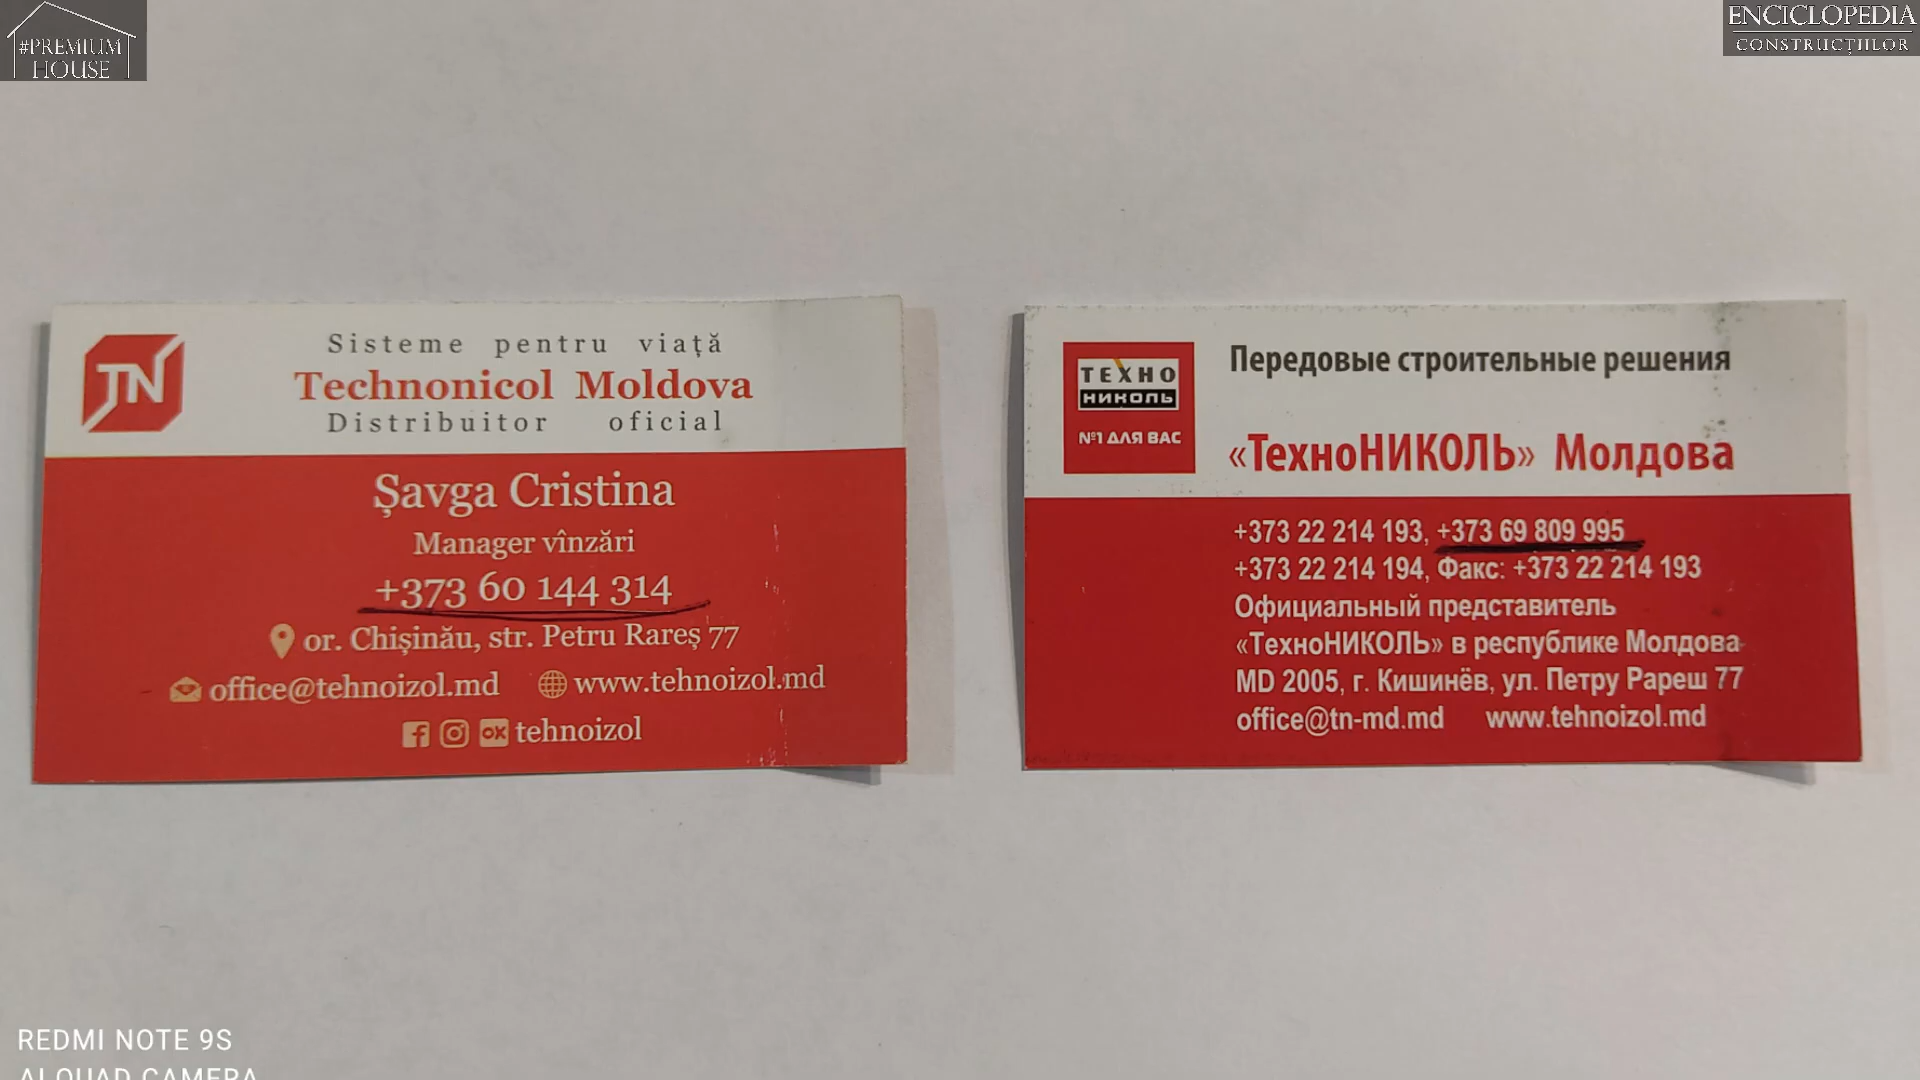 #PREMIUM
HOUSE
ENCICLOPEDIA
CONSTRUCȚIILOR
TN
Sisteme pentru viață
Technonicol Moldova
Distribuitor oficial
Șavga Cristina
Manager vînzări
+373 60 144 314
or. Chișinău, str. Petru Rareș 77
office@tehnoizol.md www.tehnoizol.md
tehnoizol
ТЕХНО
НИКОЛЬ
№1 ДЛЯ ВАС
Передовые строительные решения
«ТехноНИКОЛЬ» Молдова
+373 22 214 193, +373 69 809 995
+373 22 214 194, Факс: +373 22 214 193
Официальный представитель
«ТехноНИКОЛЬ» в республике Молдова
MD 2005, г. Кишинёв, ул. Петру Рареш 77
office@tn-md.md www.tehnoizol.md
REDMI NOTE 9S
AI QUAD CAMERA